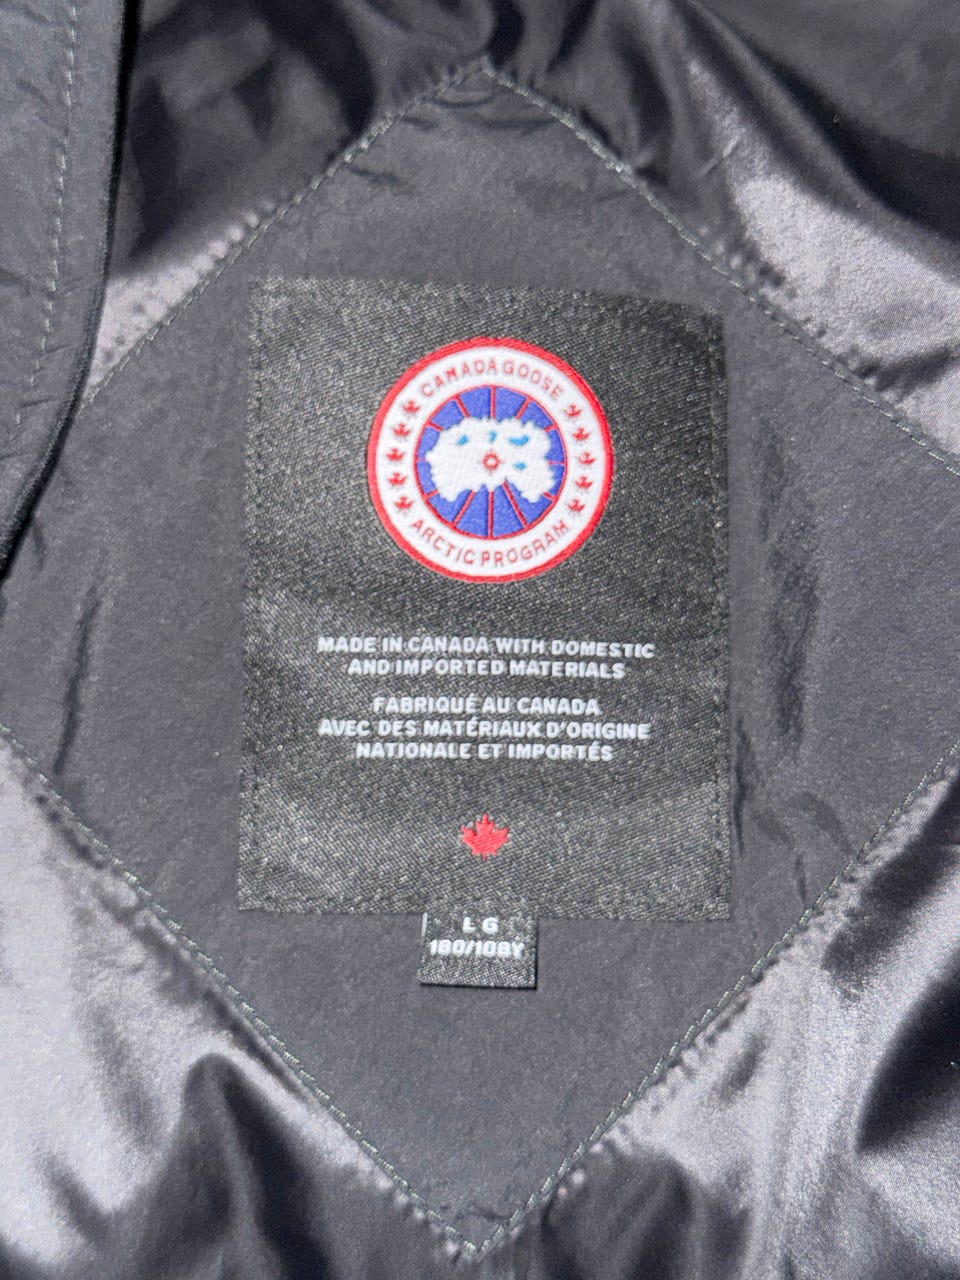 CANADA GOOSE
ARCTIC PROGRAM
MADE IN CANADA WITH DOMESTIC
AND IMPORTED MATERIALS
FABRIQUÉ AU CANADA
AVEC DES MATÉRIAUX D'ORIGINE
NATIONALE ET IMPORTÉS
LG
180/108Y